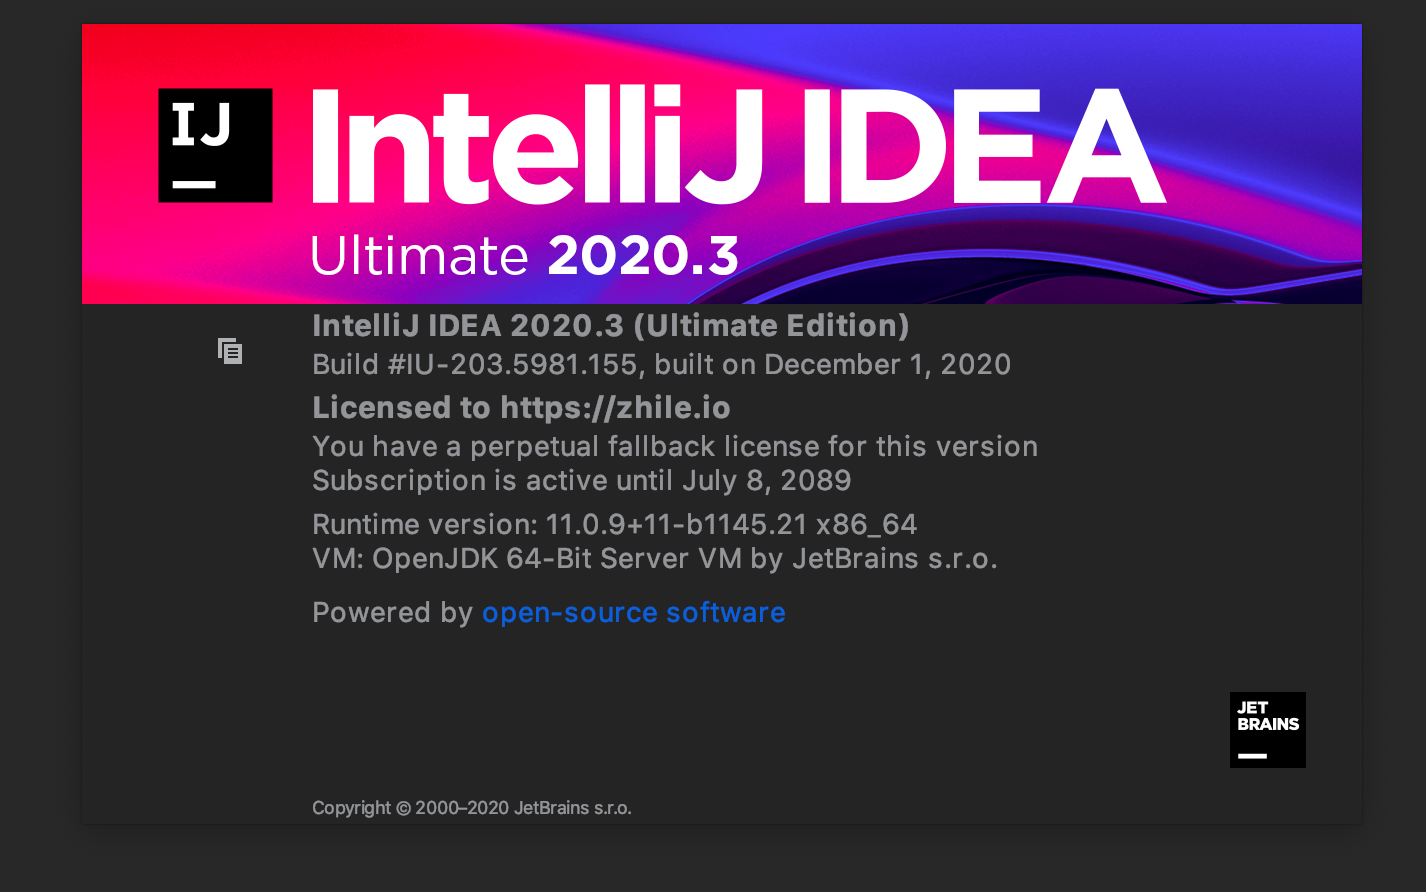 IJ
IntelliJ IDEA
Ultimate 2020.3
IntelliJ IDEA 2020.3 (Ultimate Edition)
Build #IU-203.5981.155, built on December 1, 2020
Licensed to https://zhile.io
You have a perpetual fallback license for this version
Subscription is active until July 8, 2089
Runtime version: 11.0.9+11-b1145.21 x86_64
VM: OpenJDK 64-Bit Server VM by JetBrains s.r.o.
Powered by open-source software
JET
BRAINS
Copyright © 2000–2020 JetBrains s.r.o.